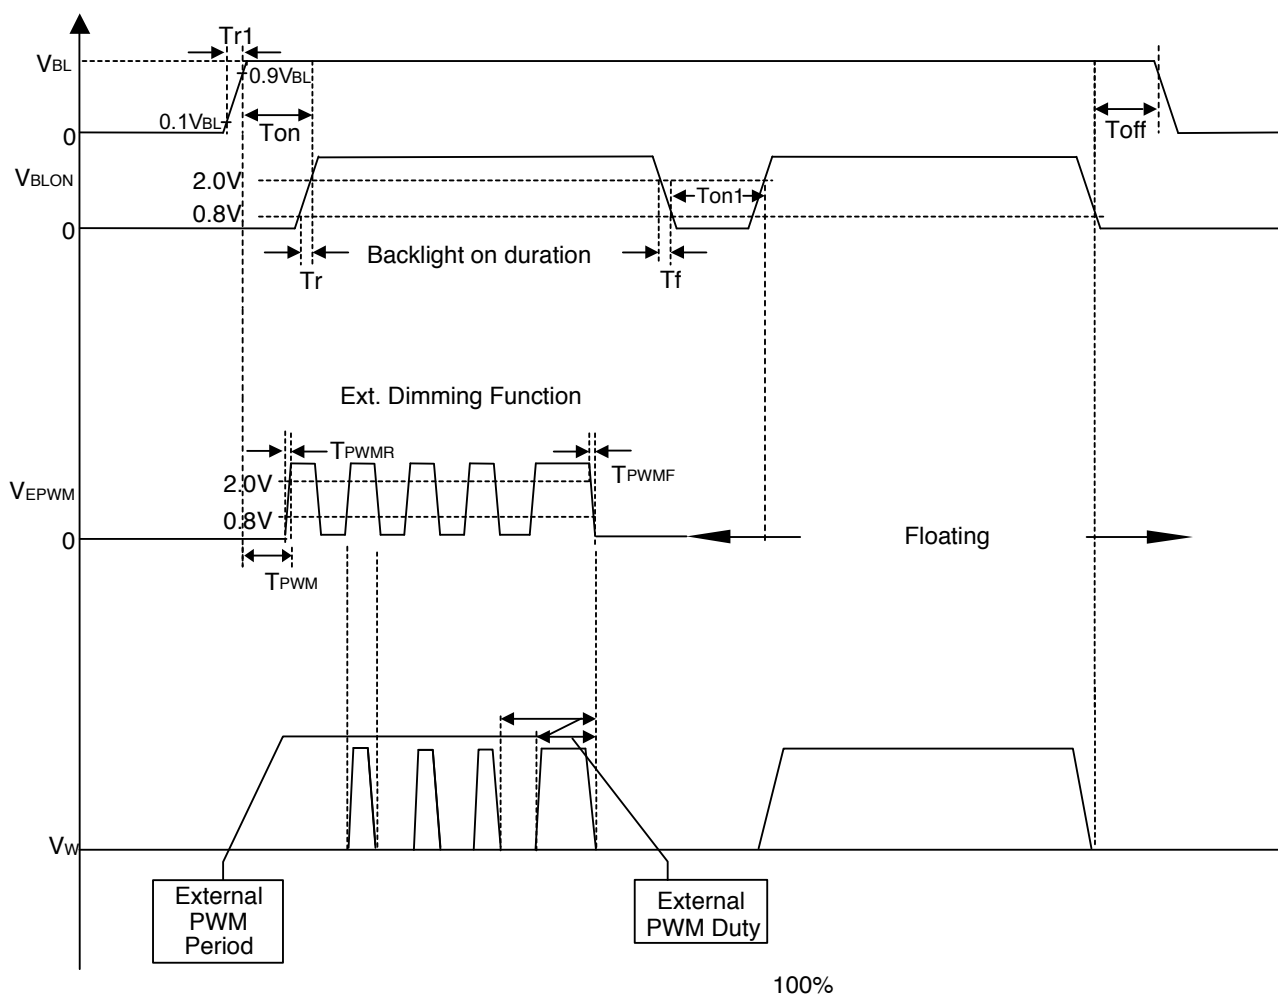 Tr1
VBL
0.9VBL
0.1VBL
Ton
Toff
0
VBLON
2.0V
Ton1
0.8V
0
Backlight on duration
Tr
Tf
Ext. Dimming Function
TPWMR
TPWMF
2.0V
VEPWM
0.8V
Floating
0
TPWM
VW
External
PWM
Period
External
PWM Duty
100%